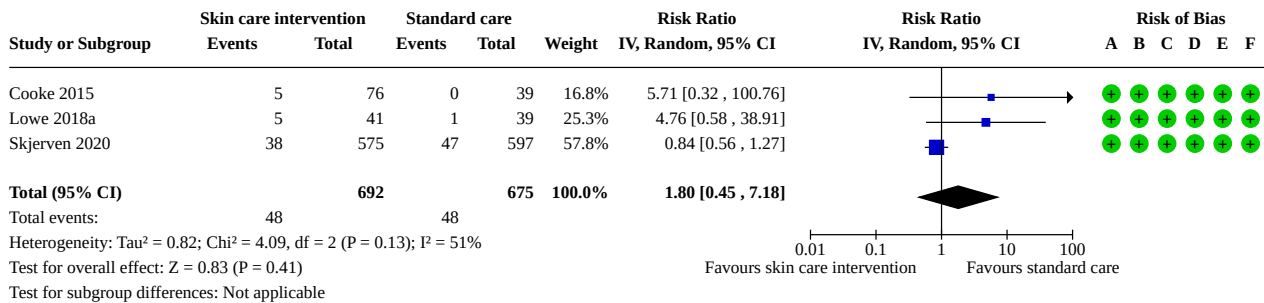 Skin care intervention Standard care Risk Ratio Risk Ratio Risk of Bias
Study or Subgroup Events Total Events Total Weight IV, Random, 95% CI IV, Random, 95% CI A B C D E F
Cooke 2015 5 76 0 39 16.8% 5.71 [0.32 , 100.76] + + + + + +
Lowe 2018a 5 41 1 39 25.3% 4.76 [0.58 , 38.91] + + + + + +
Skjerven 2020 38 575 47 597 57.8% 0.84 [0.56 , 1.27] + + + + + +
Total (95% CI) 692 675 100.0% 1.80 [0.45 , 7.18]
Total events: 48 48
Heterogeneity: Tau² = 0.82; Chi² = 4.09, df = 2 (P = 0.13); I² = 51%
0.01 0.1 1 10 100
Test for overall effect: Z = 0.83 (P = 0.41) Favours skin care intervention Favours standard care
Test for subgroup differences: Not applicable